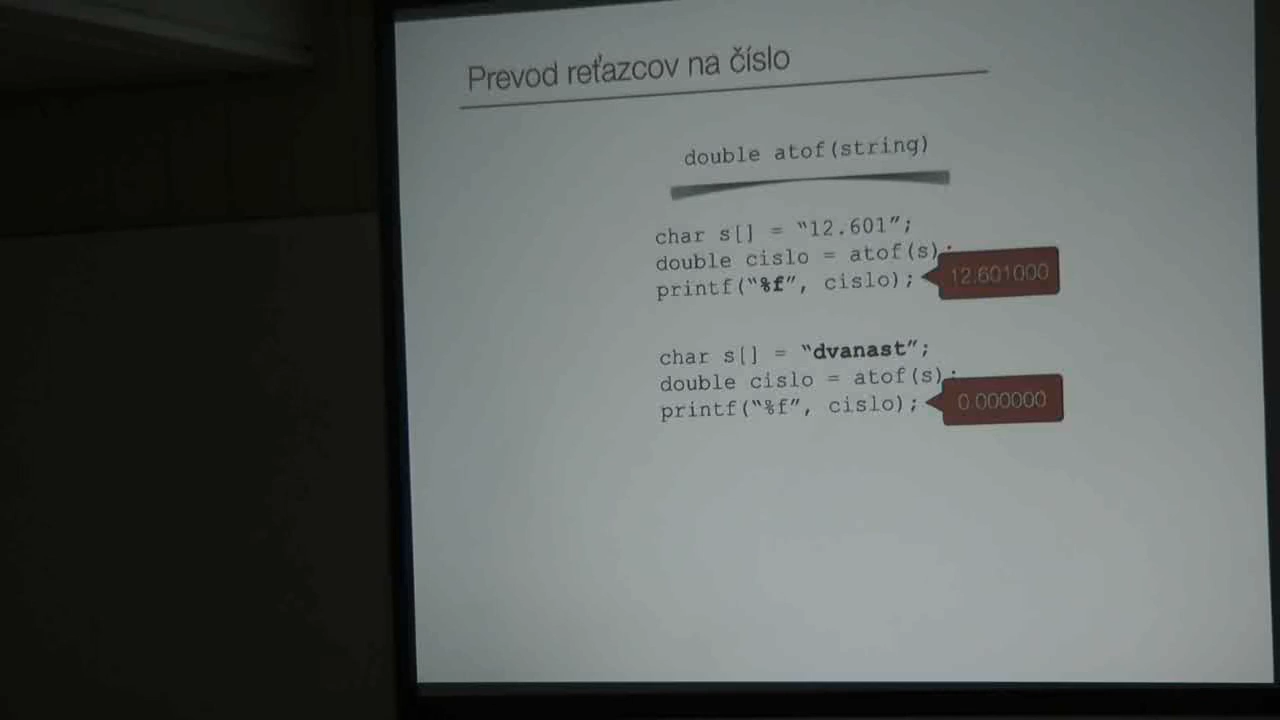 Prevod reťazcov na číslo
double atof(string)
char s[] = “12.601”;
double cislo = atof(s);
printf(“%f”, cislo);
12.601000
char s[] = “dvanast”;
double cislo = atof(s);
printf(“%f”, cislo);
0.000000